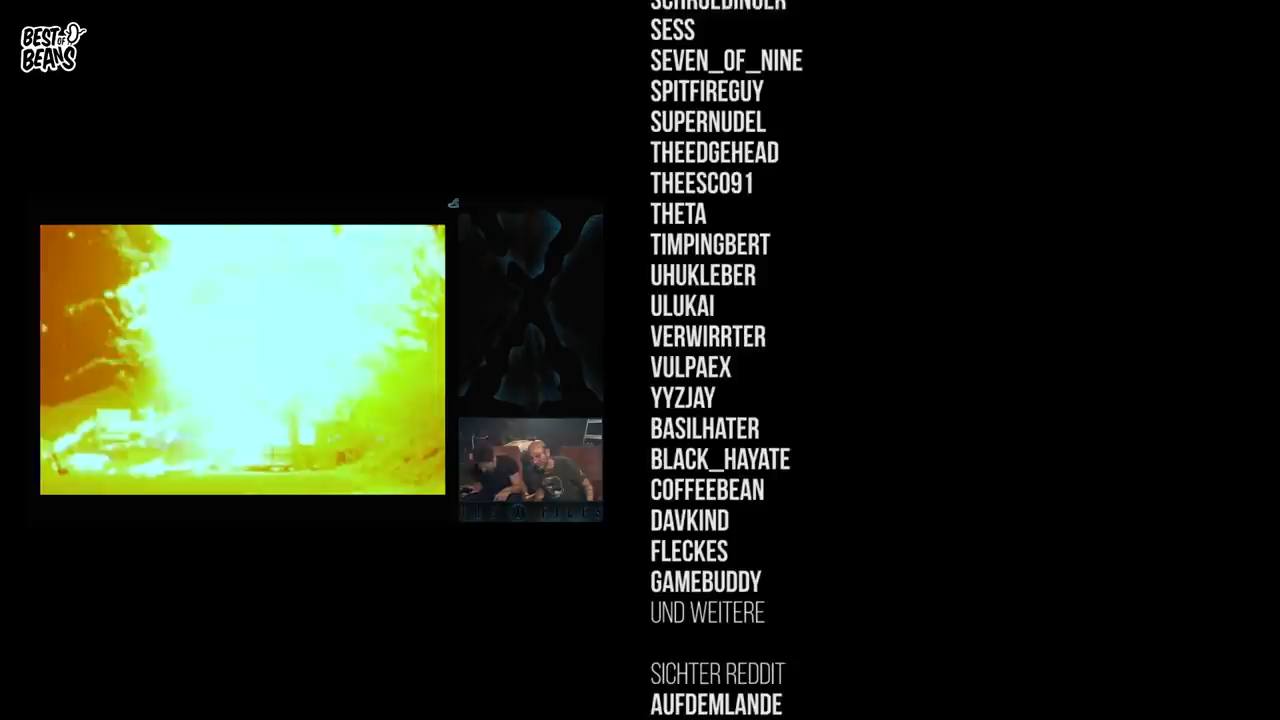 BEST OF BEANS
SESS
SEVEN_OF_NINE
SPITFIREGUY
SUPERNUDEL
THEEDGEHEAD
THEESCO91
THETA
TIMPINGBERT
UHUKLEBER
ULUKAI
VERWIRRTER
VULPAEX
YYZJAY
BASILHATER
BLACK_HAYATE
COFFEEBEAN
DAVKIND
FLECKES
GAMEBUDDY
UND WEITERE
SICHTER REDDIT
AUFDEMLANDE